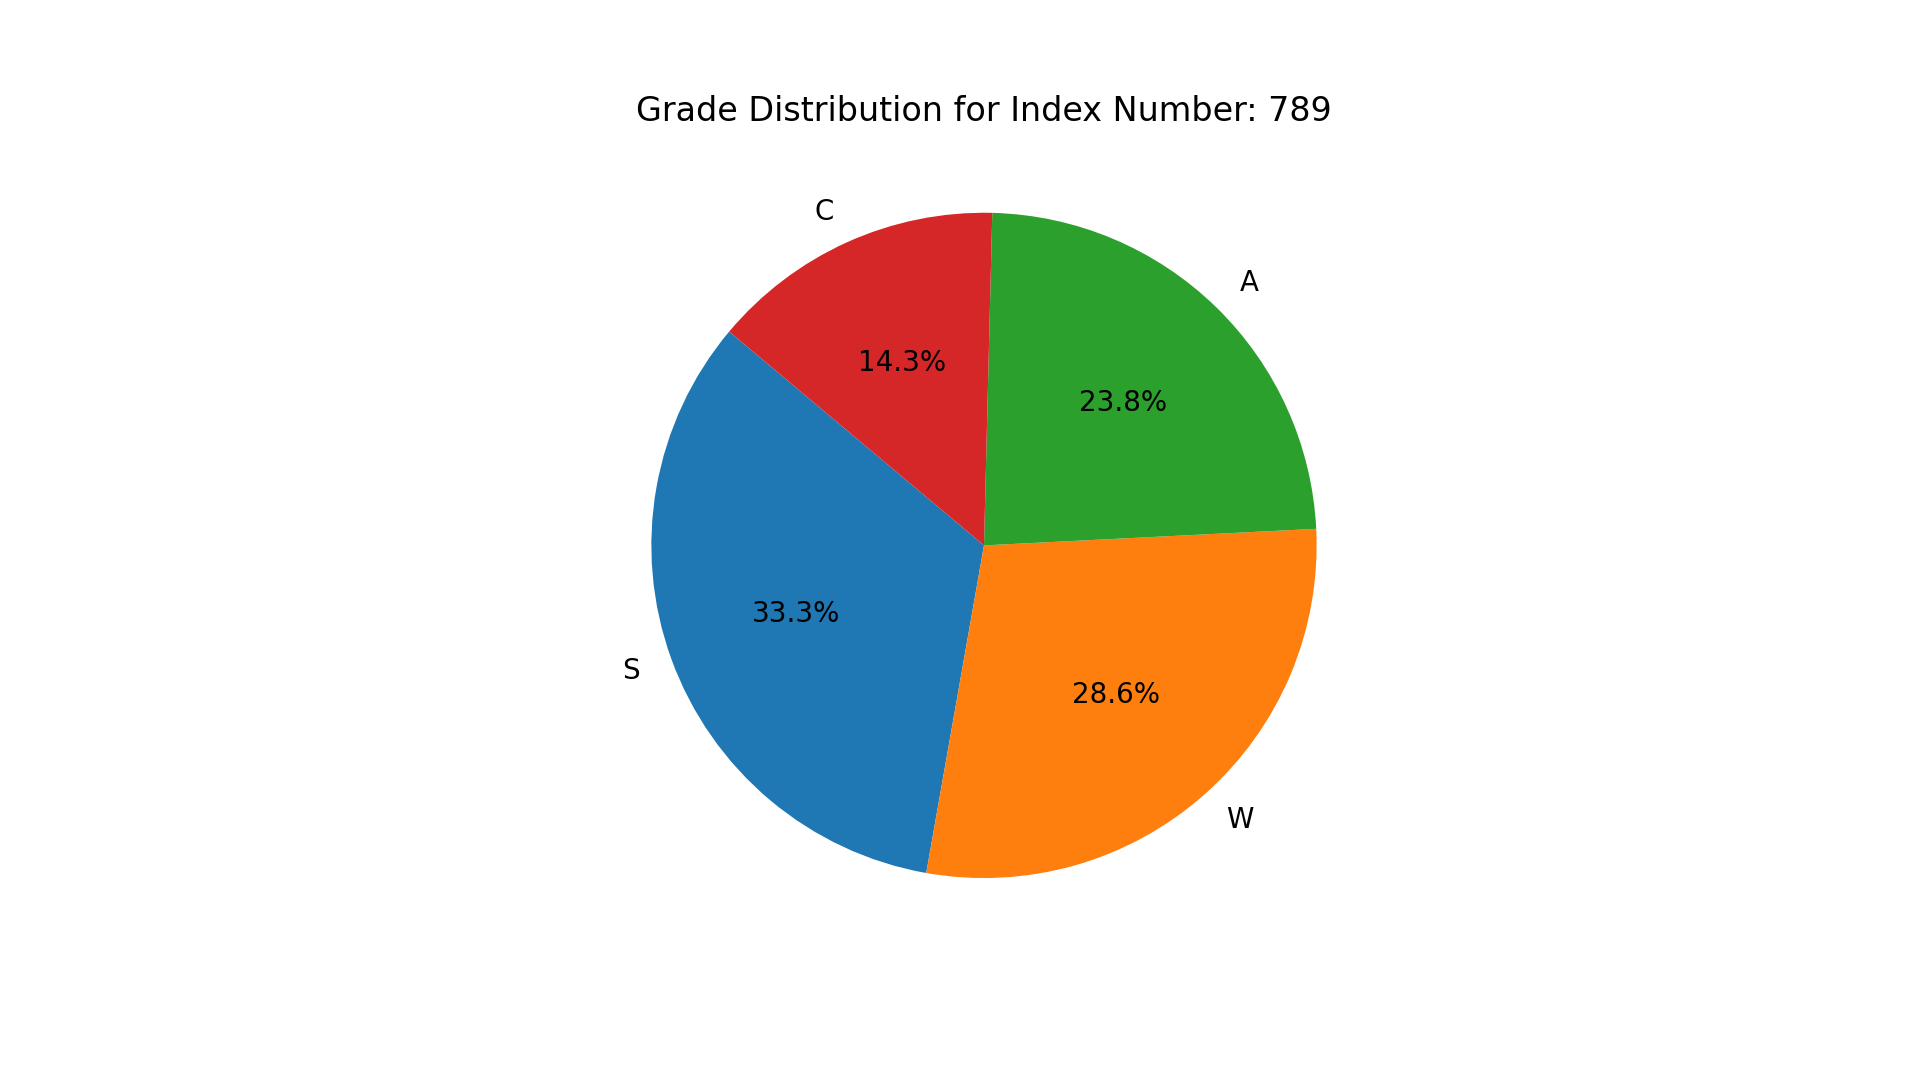 Grade Distribution for Index Number: 789
C
A
14.3%
23.8%
33.3%
S
28.6%
W